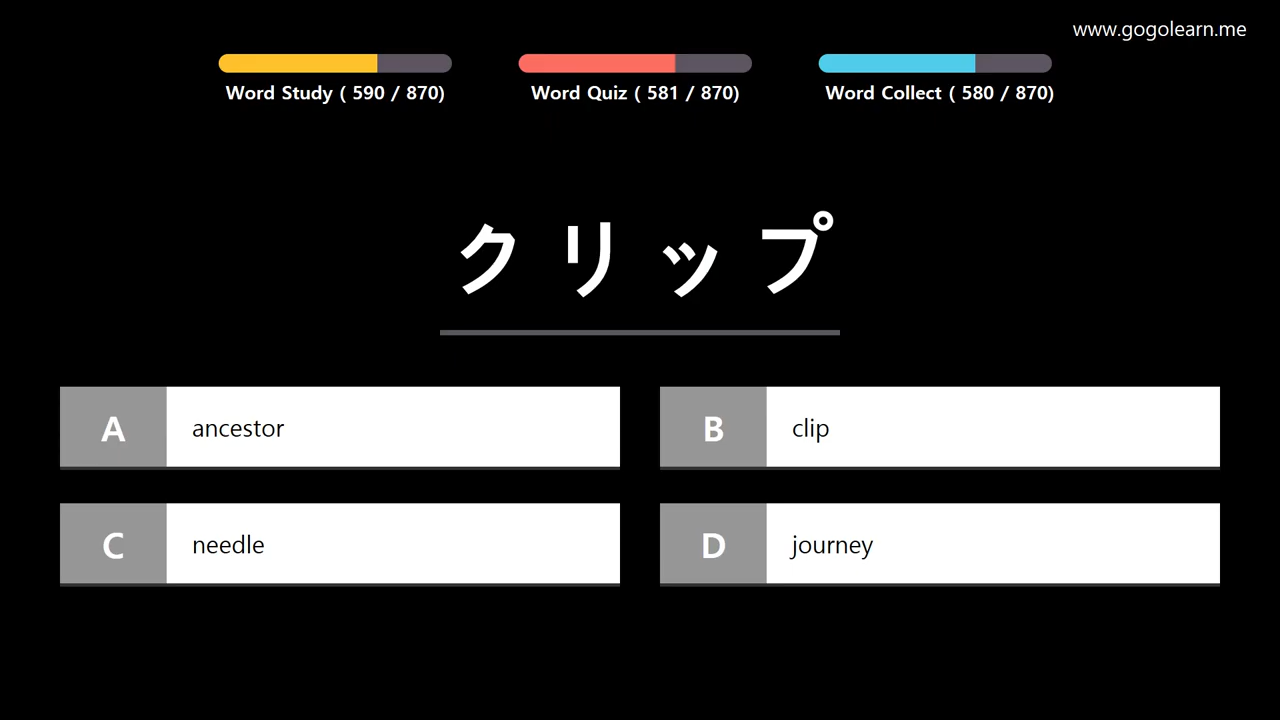 www.gogolearn.me
Word Study ( 590 / 870)
Word Quiz ( 581 / 870)
Word Collect ( 580 / 870)
クリップ
A ancestor
B clip
C needle
D journey